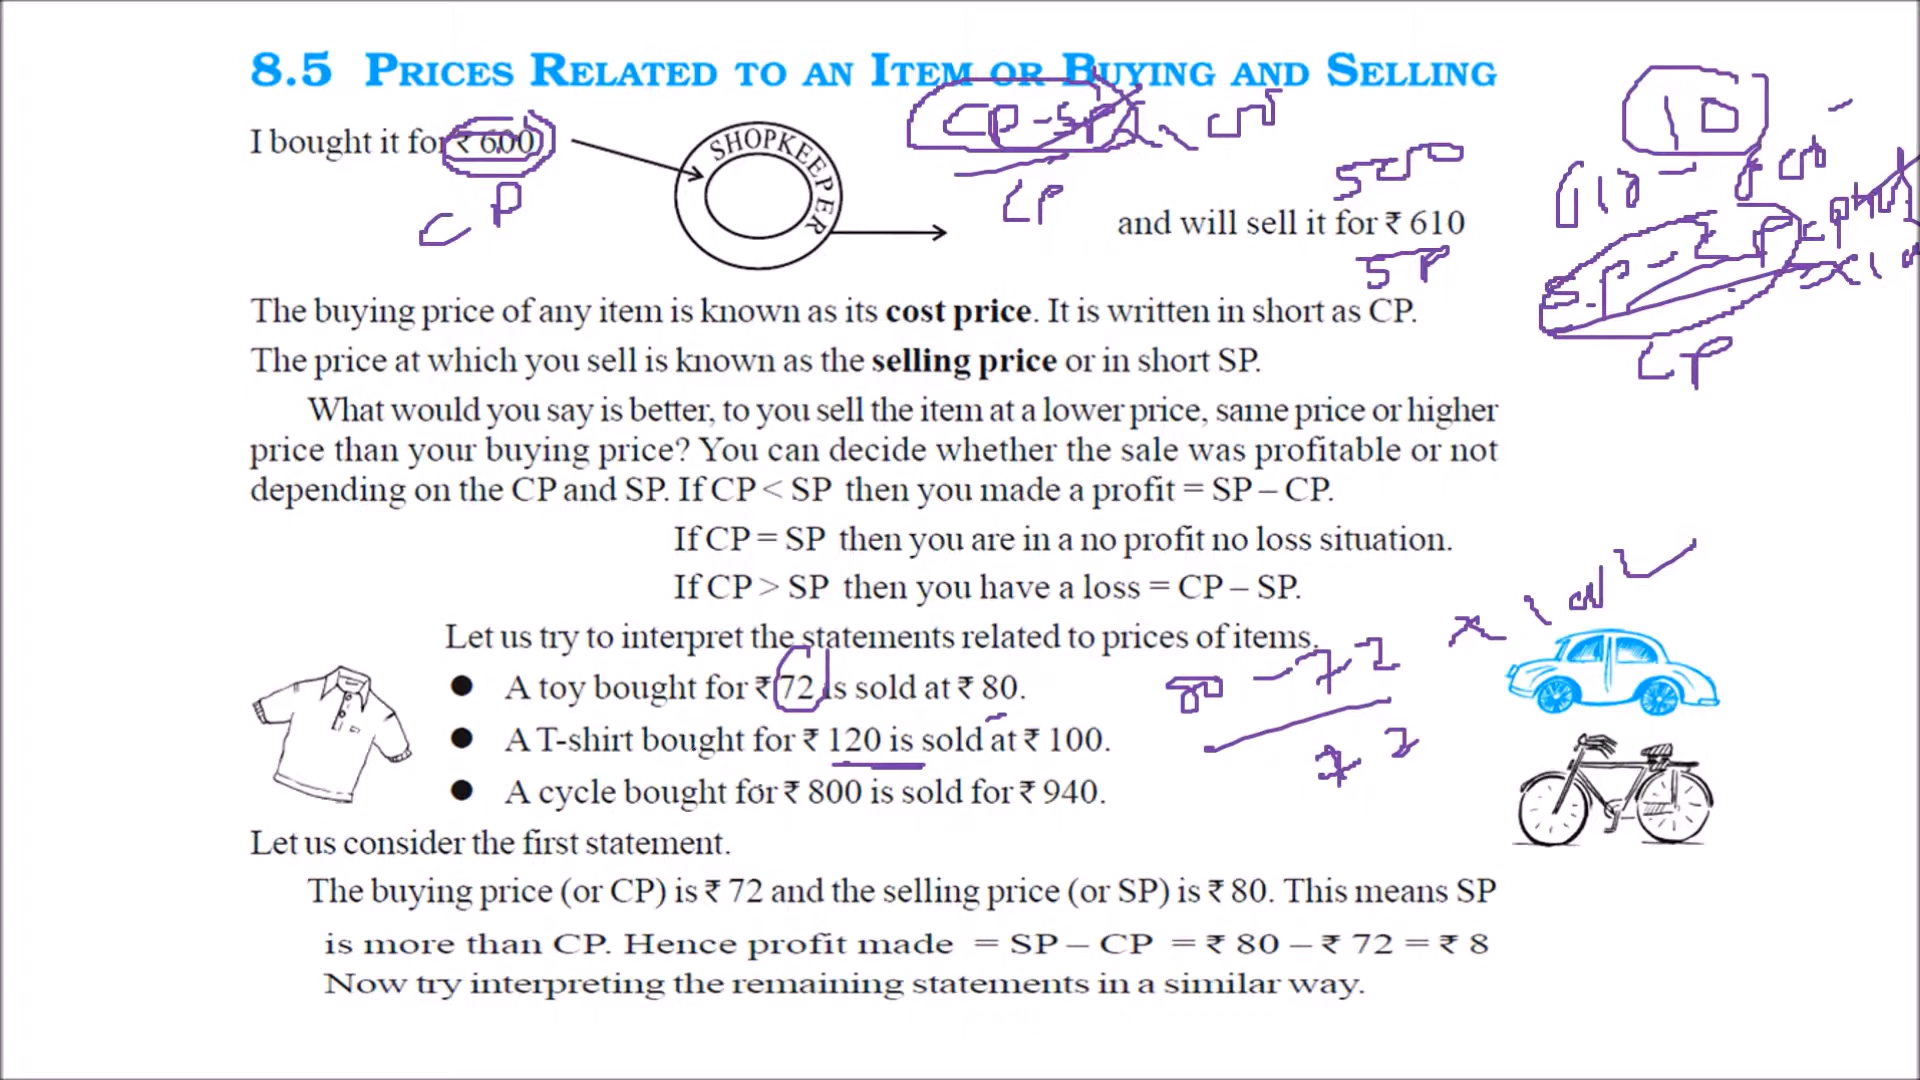 8.5 PRICES RELATED TO AN ITEM OR BUYING AND SELLING
I bought it for ₹ 600
SHOPKEEPER
CP - SP
CP
CP
and will sell it for ₹ 610
SP
CP
The buying price of any item is known as its cost price. It is written in short as CP.
The price at which you sell is known as the selling price or in short SP.
What would you say is better, to you sell the item at a lower price, same price or higher
price than your buying price? You can decide whether the sale was profitable or not
depending on the CP and SP. If CP < SP then you made a profit = SP – CP.
If CP = SP then you are in a no profit no loss situation.
If CP > SP then you have a loss = CP – SP.
Let us try to interpret the statements related to prices of items.
● A toy bought for ₹ 72 is sold at ₹ 80.
80 - 72
72
● A T-shirt bought for ₹ 120 is sold at ₹ 100.
● A cycle bought for ₹ 800 is sold for ₹ 940.
Let us consider the first statement.
The buying price (or CP) is ₹ 72 and the selling price (or SP) is ₹ 80. This means SP
is more than CP. Hence profit made = SP – CP = ₹ 80 – ₹ 72 = ₹ 8
Now try interpreting the remaining statements in a similar way.